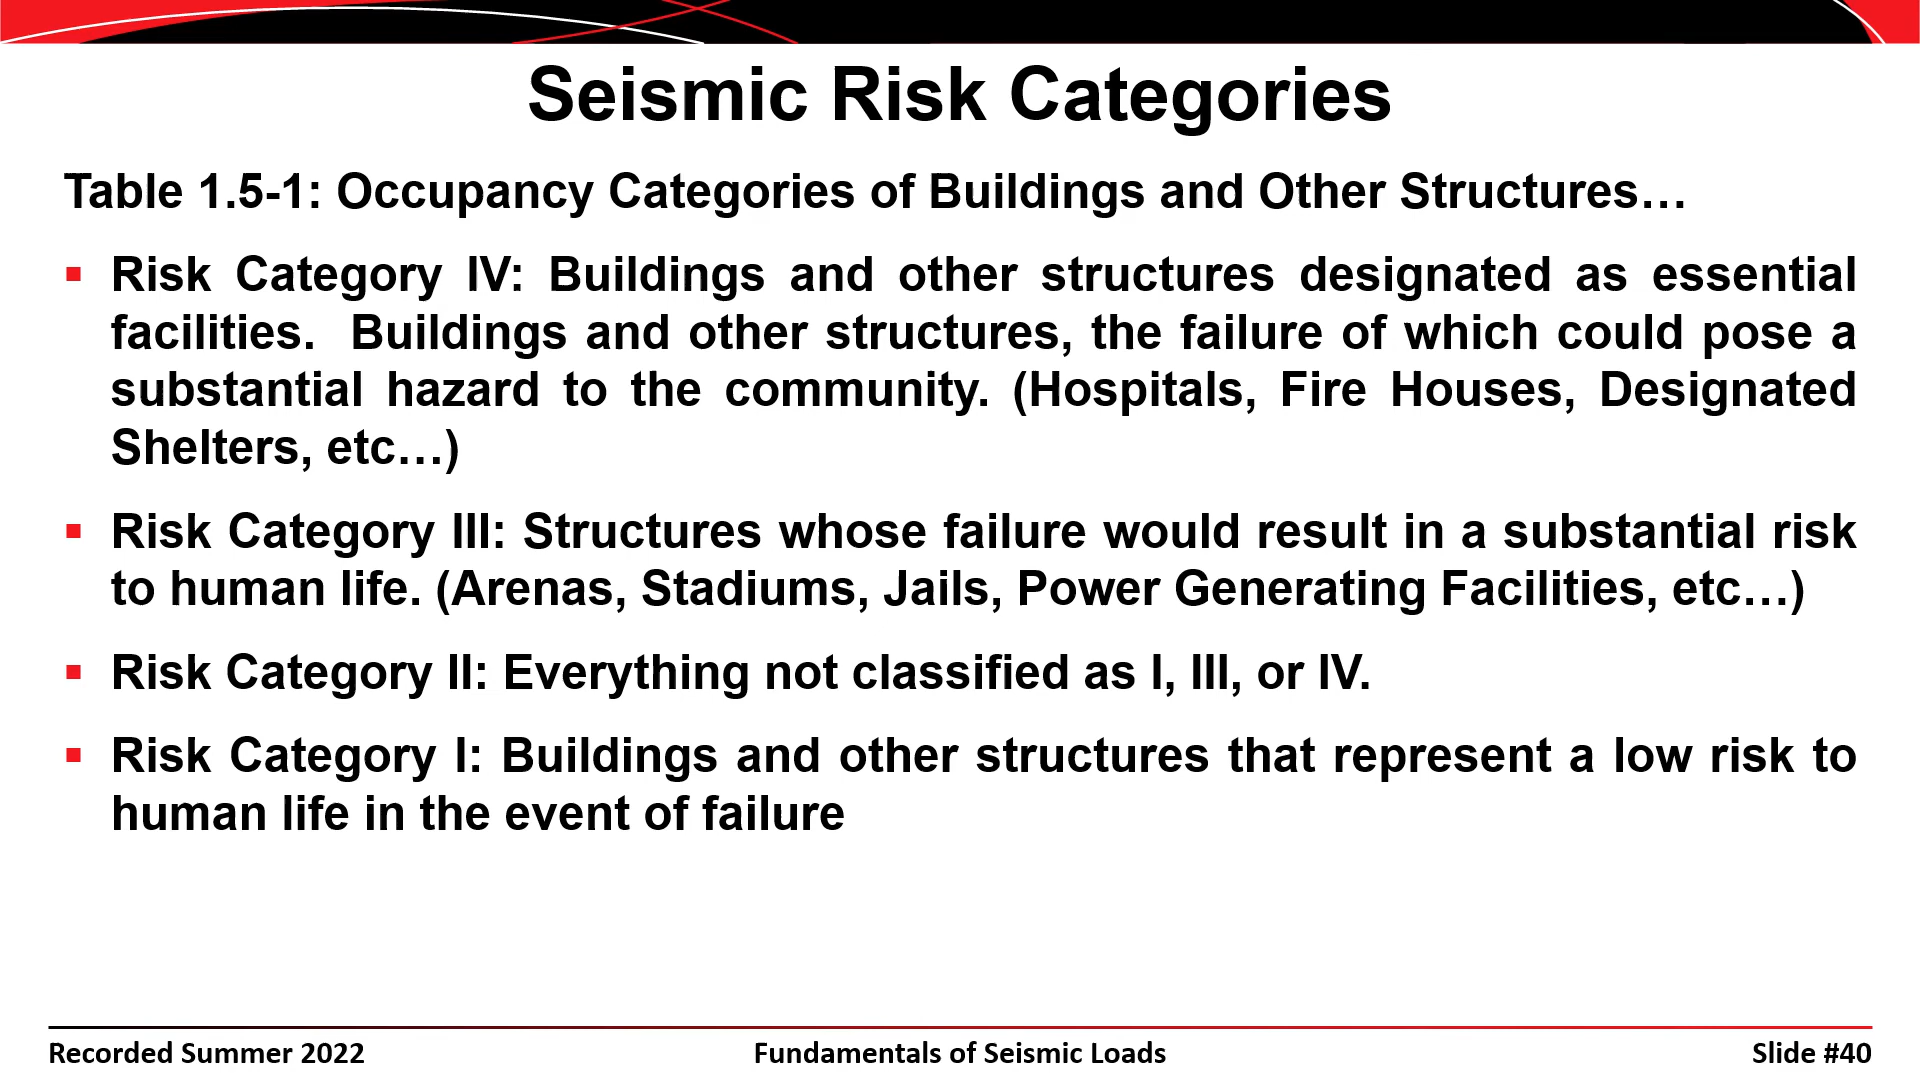 Seismic Risk Categories
Table 1.5-1: Occupancy Categories of Buildings and Other Structures…
▪ Risk Category IV: Buildings and other structures designated as essential
facilities.  Buildings and other structures, the failure of which could pose a
substantial hazard to the community. (Hospitals, Fire Houses, Designated
Shelters, etc…)
▪ Risk Category III: Structures whose failure would result in a substantial risk
to human life. (Arenas, Stadiums, Jails, Power Generating Facilities, etc…)
▪ Risk Category II: Everything not classified as I, III, or IV.
▪ Risk Category I: Buildings and other structures that represent a low risk to
human life in the event of failure
Recorded Summer 2022
Fundamentals of Seismic Loads
Slide #40